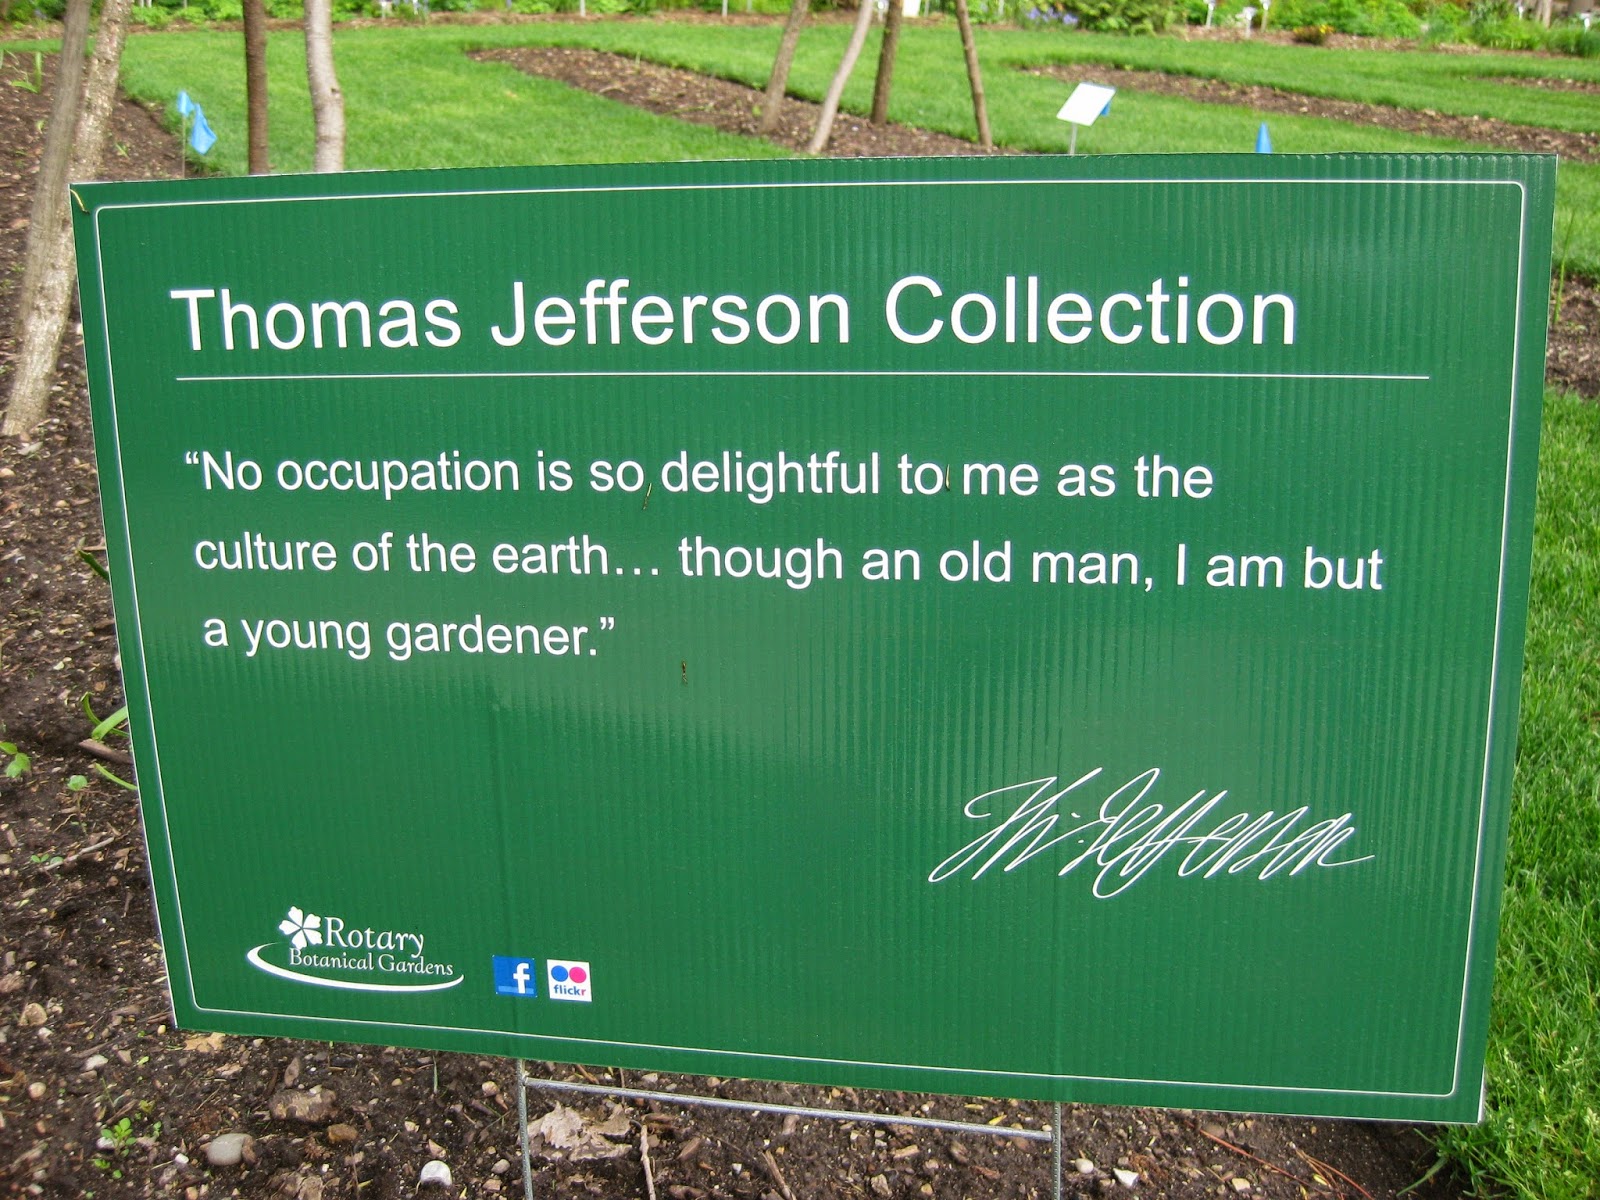 Thomas Jefferson Collection
“No occupation is so delightful to me as the
culture of the earth… though an old man, I am but
a young gardener.”
Th: Jefferson
Rotary
Botanical Gardens
f
flickr